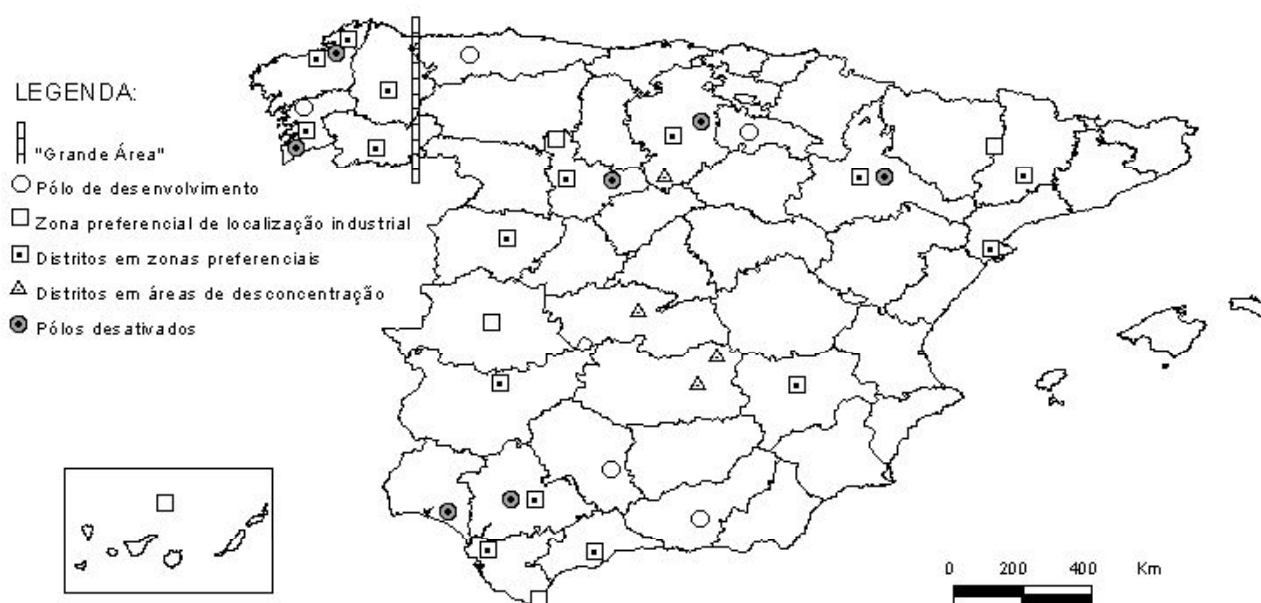 LEGENDA:
"Grande Área"
Pólo de desenvolvimento
Zona preferencial de localização industrial
Distritos em zonas preferenciais
Distritos em áreas de desconcentração
Pólos desativados
0 200 400 Km